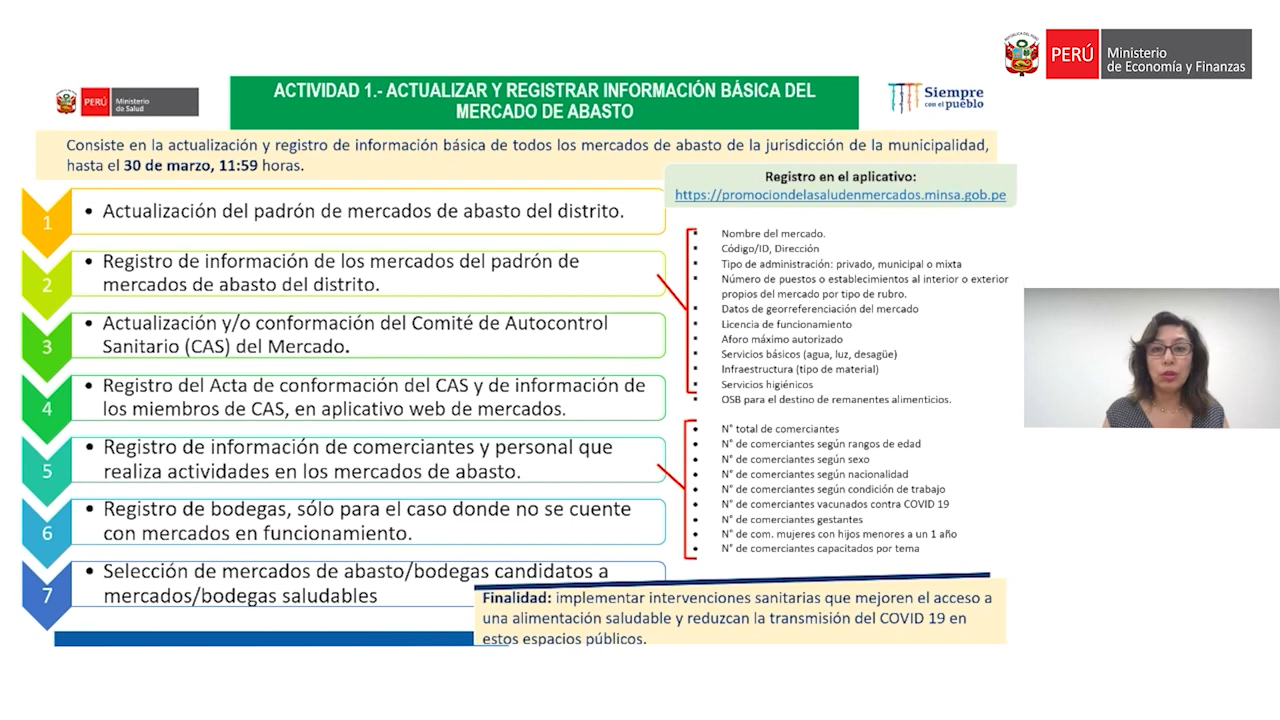 REPÚBLICA DEL PERÚ
PERÚ
Ministerio
de Economía y Finanzas
PERÚ
Ministerio
de Salud
ACTIVIDAD 1.- ACTUALIZAR Y REGISTRAR INFORMACIÓN BÁSICA DEL
MERCADO DE ABASTO
Siempre
con el pueblo
Consiste en la actualización y registro de información básica de todos los mercados de abasto de la jurisdicción de la municipalidad,
hasta el 30 de marzo, 11:59 horas.
Registro en el aplicativo:
https://promociondelasaludenmercados.minsa.gob.pe
1
• Actualización del padrón de mercados de abasto del distrito.
2
• Registro de información de los mercados del padrón de
mercados de abasto del distrito.
3
• Actualización y/o conformación del Comité de Autocontrol
Sanitario (CAS) del Mercado.
4
• Registro del Acta de conformación del CAS y de información de
los miembros de CAS, en aplicativo web de mercados.
5
• Registro de información de comerciantes y personal que
realiza actividades en los mercados de abasto.
6
• Registro de bodegas, sólo para el caso donde no se cuente
con mercados en funcionamiento.
7
• Selección de mercados de abasto/bodegas candidatos a
mercados/bodegas saludables
▪ Nombre del mercado.
▪ Código/ID, Dirección
▪ Tipo de administración: privado, municipal o mixta
▪ Número de puestos o establecimientos al interior o exterior
propios del mercado por tipo de rubro.
▪ Datos de georreferenciación del mercado
▪ Licencia de funcionamiento
▪ Aforo máximo autorizado
▪ Servicios básicos (agua, luz, desagüe)
▪ Infraestructura (tipo de material)
▪ Servicios higiénicos
▪ OSB para el destino de remanentes alimenticios.
• N° total de comerciantes
• N° de comerciantes según rangos de edad
• N° de comerciantes según sexo
• N° de comerciantes según nacionalidad
• N° de comerciantes según condición de trabajo
• N° de comerciantes vacunados contra COVID 19
• N° de comerciantes gestantes
• N° de com. mujeres con hijos menores a un 1 año
• N° de comerciantes capacitados por tema
Finalidad: implementar intervenciones sanitarias que mejoren el acceso a
una alimentación saludable y reduzcan la transmisión del COVID 19 en
estos espacios públicos.